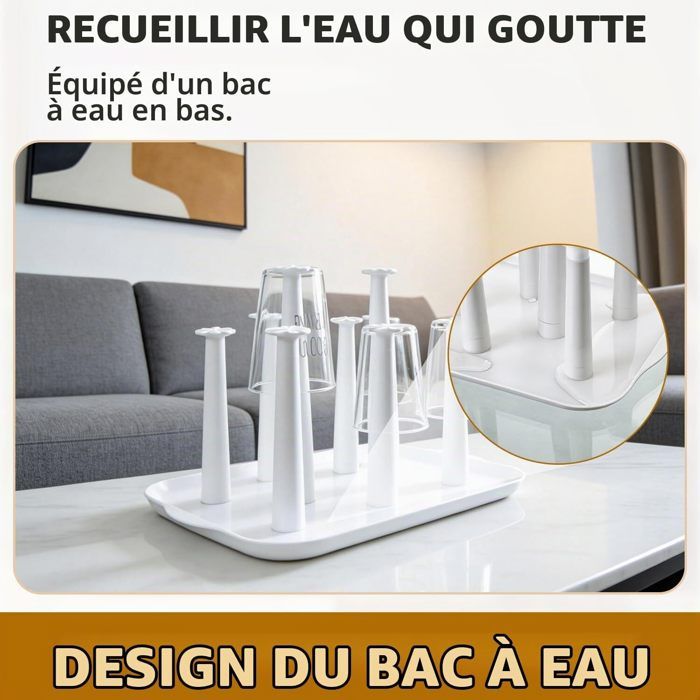 RECUEILLIR L'EAU QUI GOUTTE
Équipé d'un bac
à eau en bas.
DESIGN DU BAC À EAU